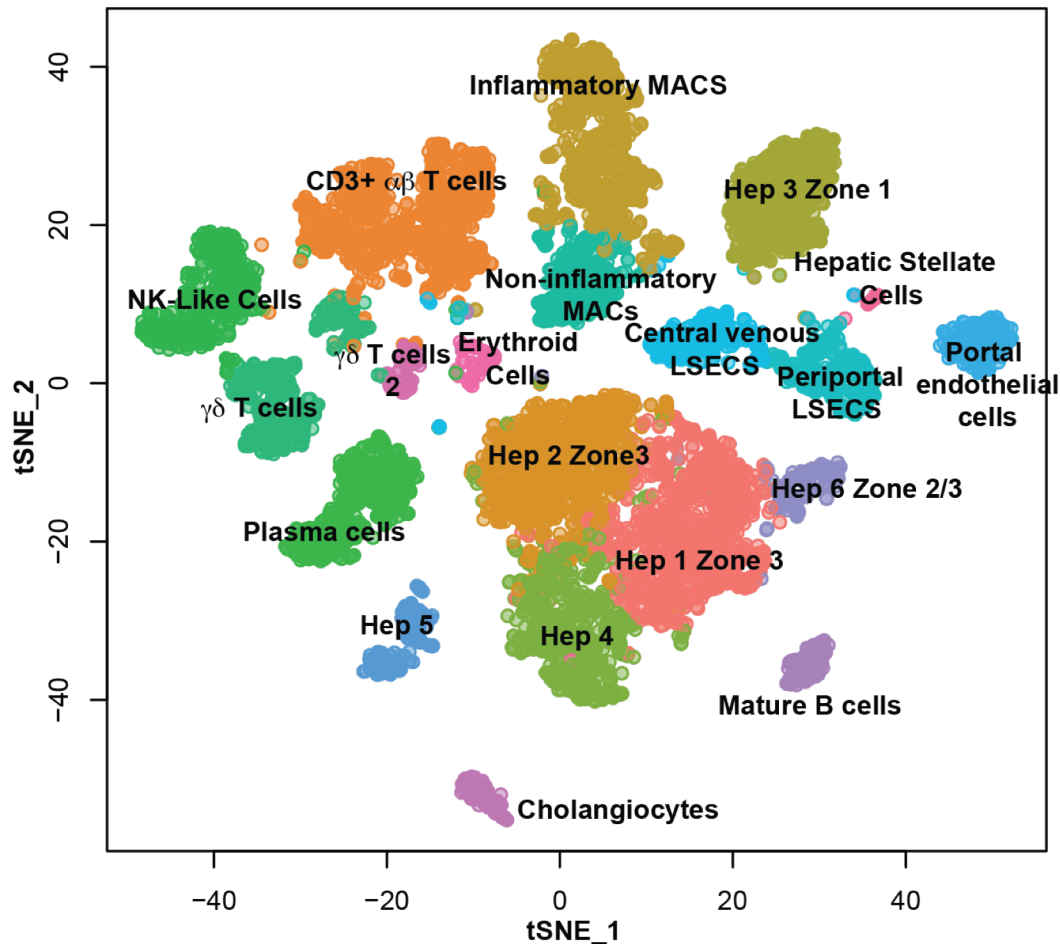 40
20
0
−20
−40
tSNE_2
Inflammatory MACS
CD3+ αβ T cells
Hep 3 Zone 1
Hepatic Stellate
Cells
NK-Like Cells
Non-inflammatory
MACs
Central venous
LSECS
Erythroid
Cells
γδ T cells
2
Periportal
LSECS
Portal
endothelial
cells
γδ T cells
Hep 2 Zone3
Hep 6 Zone 2/3
Plasma cells
Hep 1 Zone 3
Hep 5
Hep 4
Mature B cells
Cholangiocytes
−40
−20
0
20
40
tSNE_1